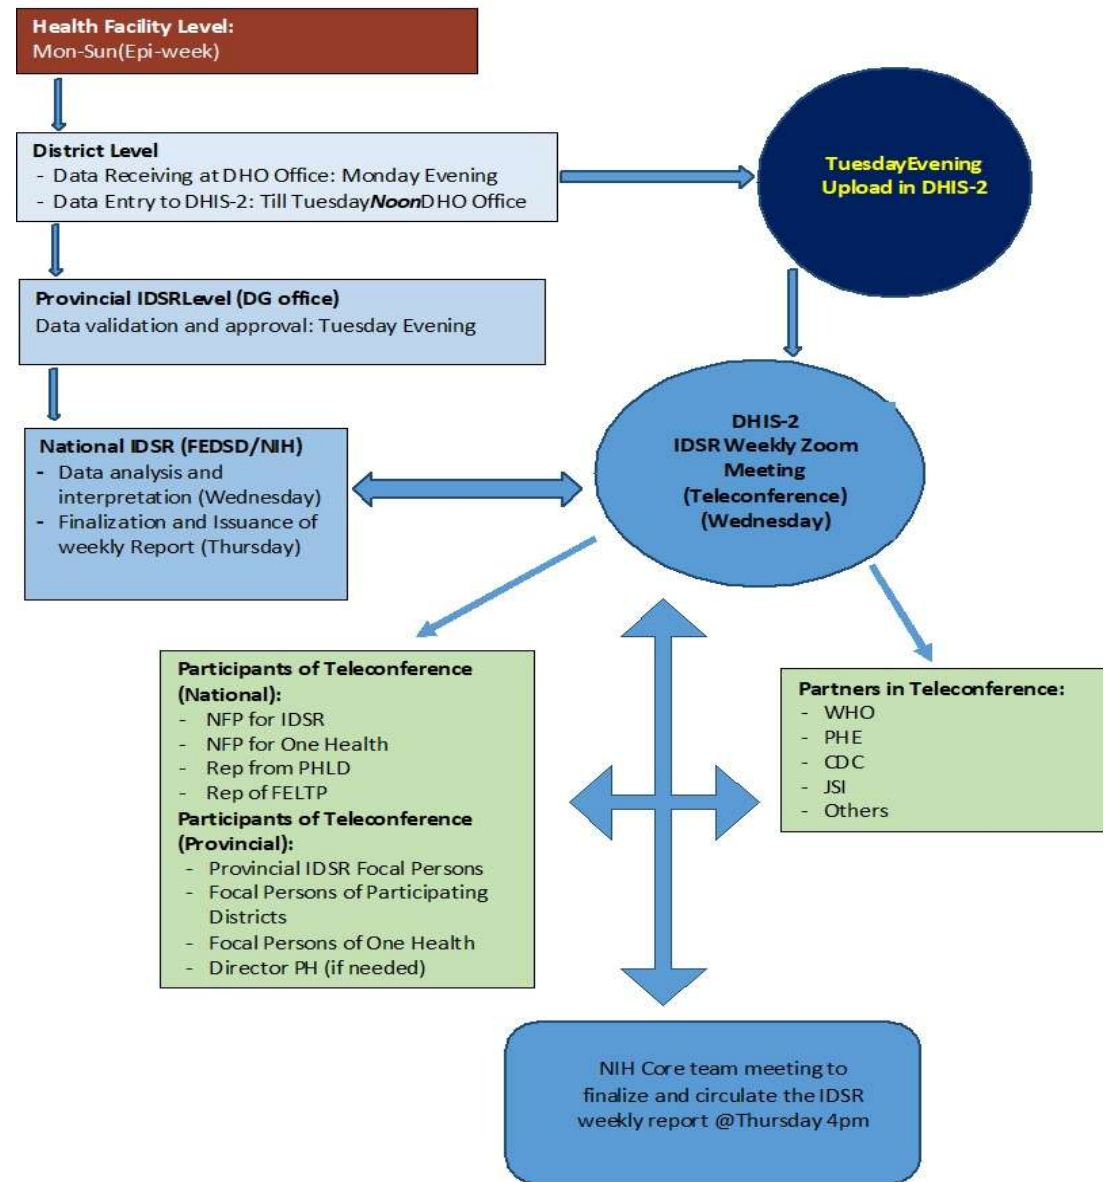 Health Facility Level:
Mon-Sun(Epi-week)
District Level
- Data Receiving at DHO Office: Monday Evening
- Data Entry to DHIS-2: Till TuesdayNoonDHO Office
TuesdayEvening
Upload in DHIS-2
Provincial IDSRLevel (DG office)
Data validation and approval: Tuesday Evening
National IDSR (FEDSD/NIH)
- Data analysis and
interpretation (Wednesday)
- Finalization and Issuance of
weekly Report (Thursday)
DHIS-2
IDSR Weekly Zoom
Meeting
(Teleconference)
(Wednesday)
Participants of Teleconference
(National):
- NFP for IDSR
- NFP for One Health
- Rep from PHLD
- Rep of FELTP
Participants of Teleconference
(Provincial):
- Provincial IDSR Focal Persons
- Focal Persons of Participating
Districts
- Focal Persons of One Health
- Director PH (if needed)
Partners in Teleconference:
- WHO
- PHE
- CDC
- JSI
- Others
NIH Core team meeting to
finalize and circulate the IDSR
weekly report @Thursday 4pm